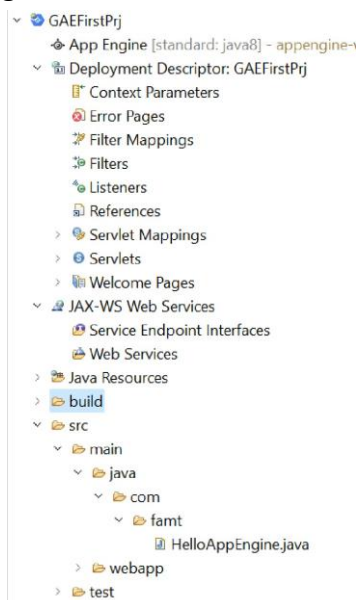 GAEFirstPrj
App Engine [standard: java8] - appengine-
Deployment Descriptor: GAEFirstPrj
Context Parameters
Error Pages
Filter Mappings
Filters
Listeners
References
Servlet Mappings
Servlets
Welcome Pages
JAX-WS Web Services
Service Endpoint Interfaces
Web Services
Java Resources
build
src
main
java
com
famt
HelloAppEngine.java
webapp
test